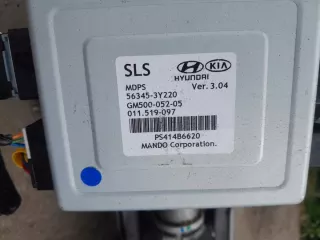 SLS
HYUNDAI KIA
MDPS Ver. 3.04
56345-3Y220
GM500-052-05
011.519-097
PS414B6620
MANDO Corporation.